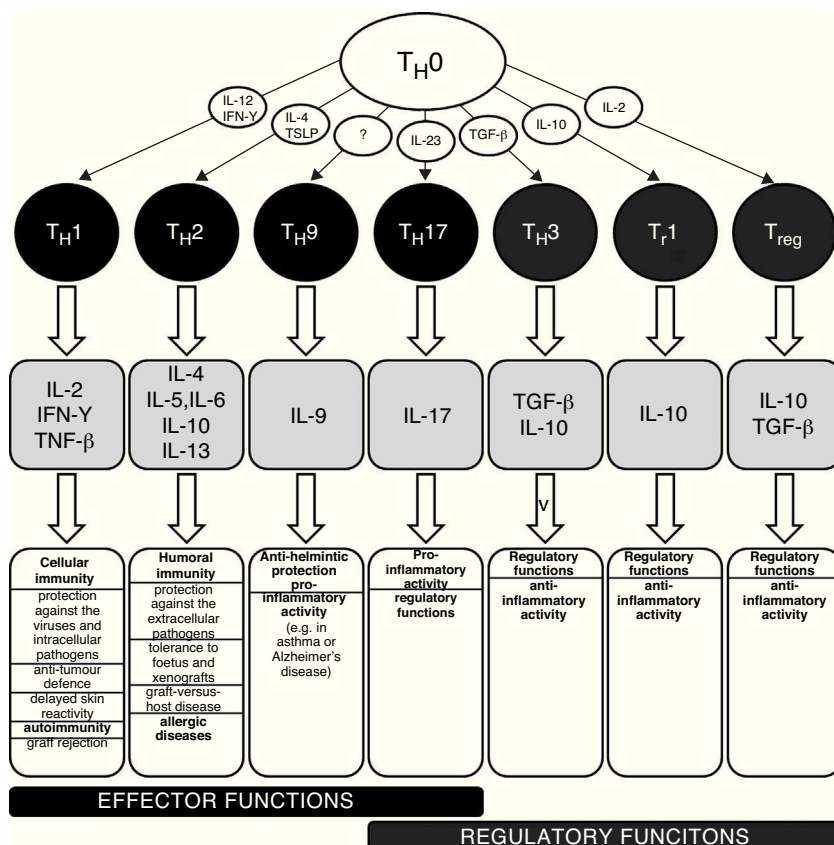 TH0
IL-12
IFN-Y
IL-4
TSLP
?
IL-23
TGF-β
IL-10
IL-2
TH1
TH2
TH9
TH17
TH3
Tr1
Treg
IL-2
IFN-Y
TNF-β
IL-4
IL-5,IL-6
IL-10
IL-13
IL-9
IL-17
TGF-β
IL-10
IL-10
IL-10
TGF-β
v
Cellular
immunity
protection
against the
viruses and
intracellular
pathogens
anti-tumour
defence
delayed skin
reactivity
autoimmunity
graff rejection
Humoral
immunity
protection
against the
extracellular
pathogens
tolerance to
foetus and
xenografts
graft-versus-
host disease
allergic
diseases
Anti-helmintic
protection
pro-
inflammatory
activity
(e.g. in
asthma or
Alzheimer's
disease)
Pro-
inflammatory
activity
regulatory
functions
Regulatory
functions
anti-
inflammatory
activity
Regulatory
functions
anti-
inflammatory
activity
Regulatory
functions
anti-
inflammatory
activity
EFFECTOR FUNCTIONS
REGULATORY FUNCITONS